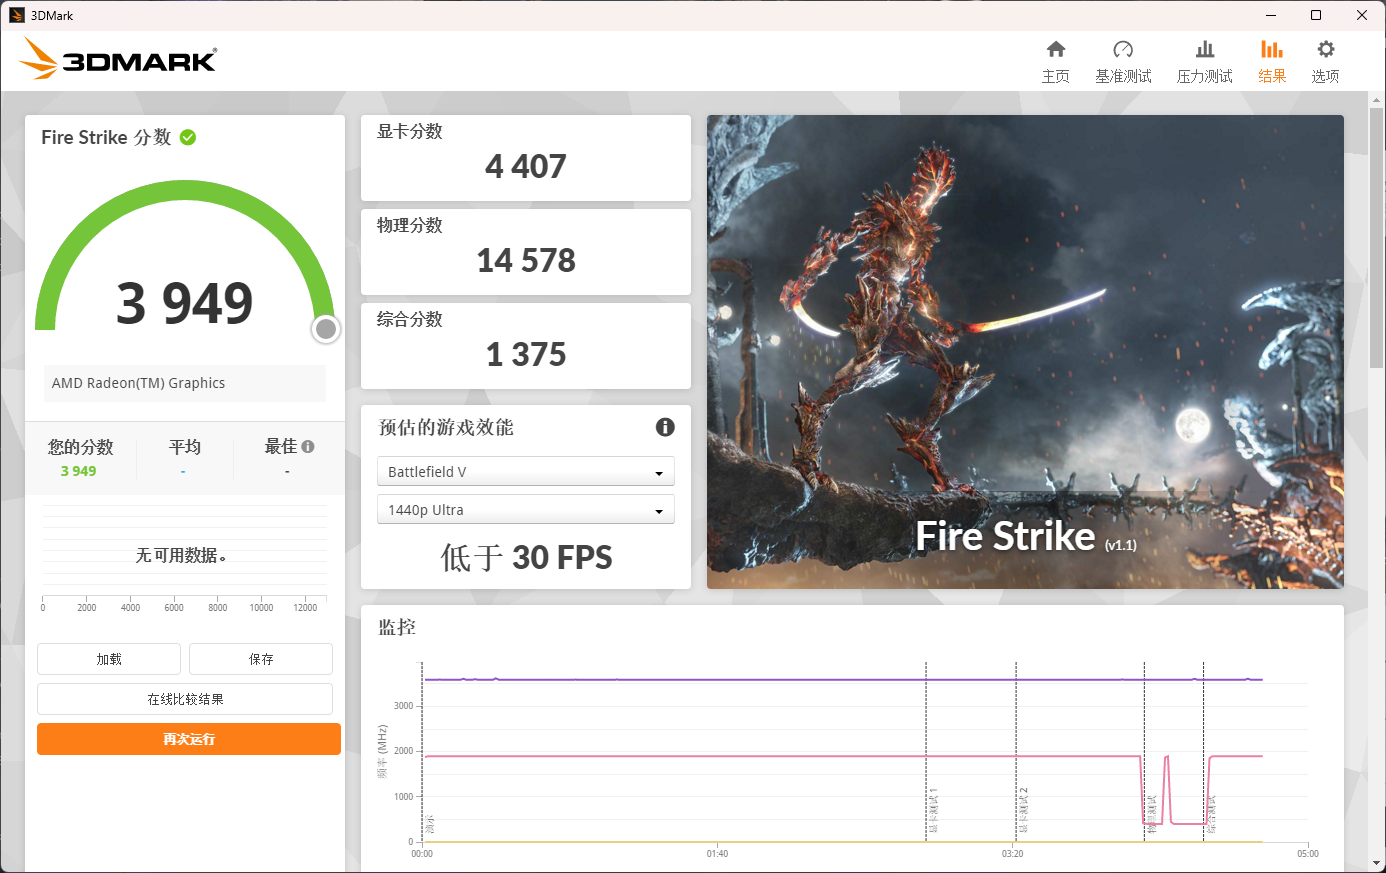 3DMark
3DMARK®
主页
基准测试
压力测试
结果
选项
Fire Strike 分数
3 949
AMD Radeon(TM) Graphics
您的分数
平均
最佳
3 949
-
-
无可用数据。
0 2000 4000 6000 8000 10000 12000
加载
保存
在线比较结果
再次运行
显卡分数
4 407
物理分数
14 578
综合分数
1 375
预估的游戏效能
Battlefield V
1440p Ultra
低于 30 FPS
Fire Strike (v1.1)
监控
频率 (MHz)
3000
2000
1000
0
演示
显卡测试 1
显卡测试 2
物理测试
综合测试
00:00 01:40 03:20 05:00